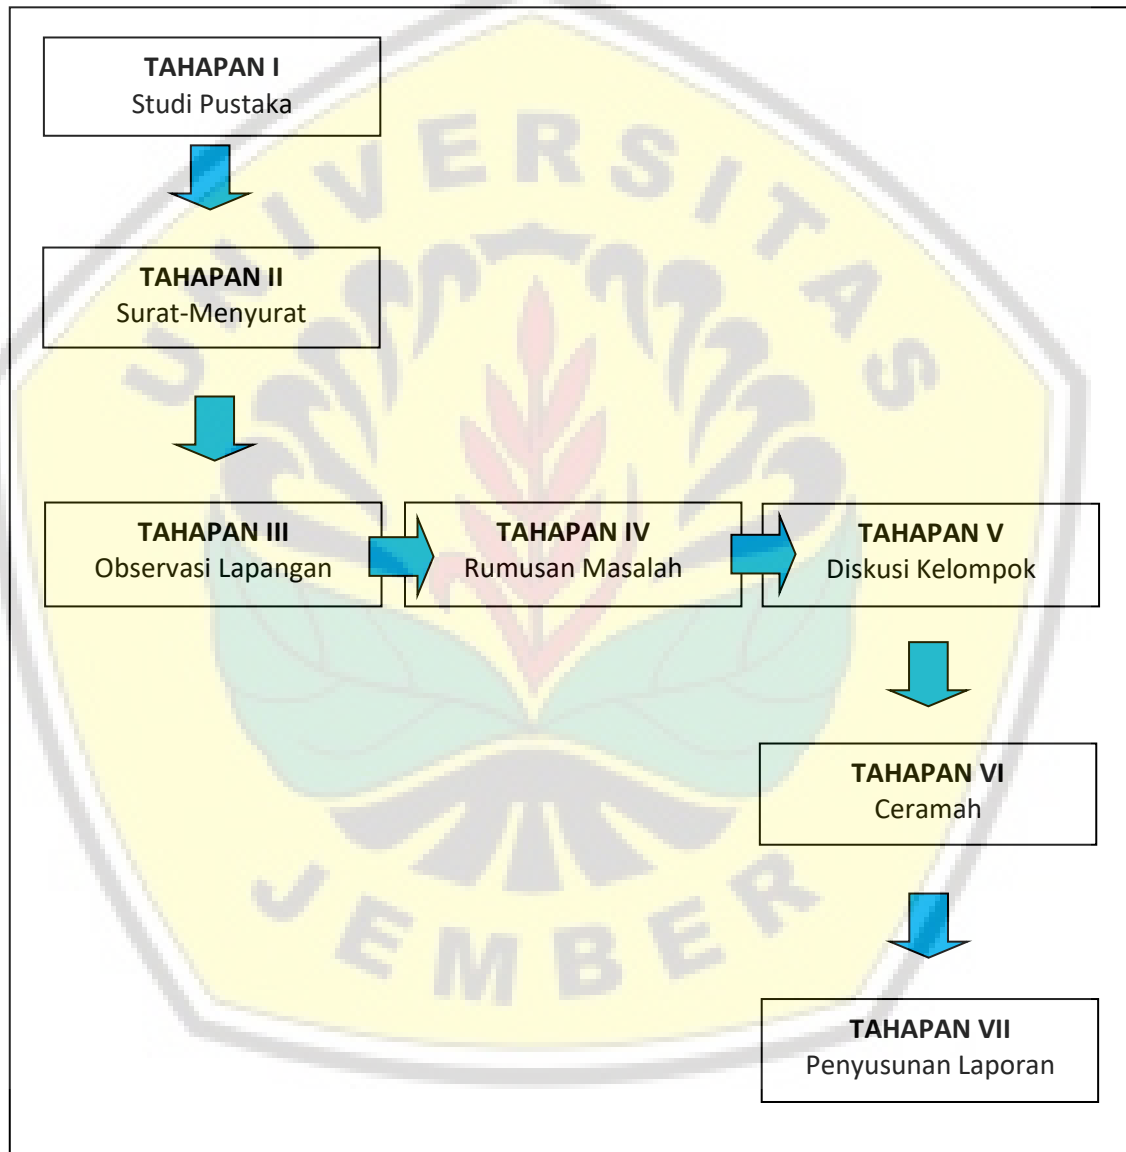 TAHAPAN I
Studi Pustaka
TAHAPAN II
Surat-Menyurat
TAHAPAN III
Observasi Lapangan
TAHAPAN IV
Rumusan Masalah
TAHAPAN V
Diskusi Kelompok
TAHAPAN VI
Ceramah
TAHAPAN VII
Penyusunan Laporan
UNIVERSITAS
JEMBER